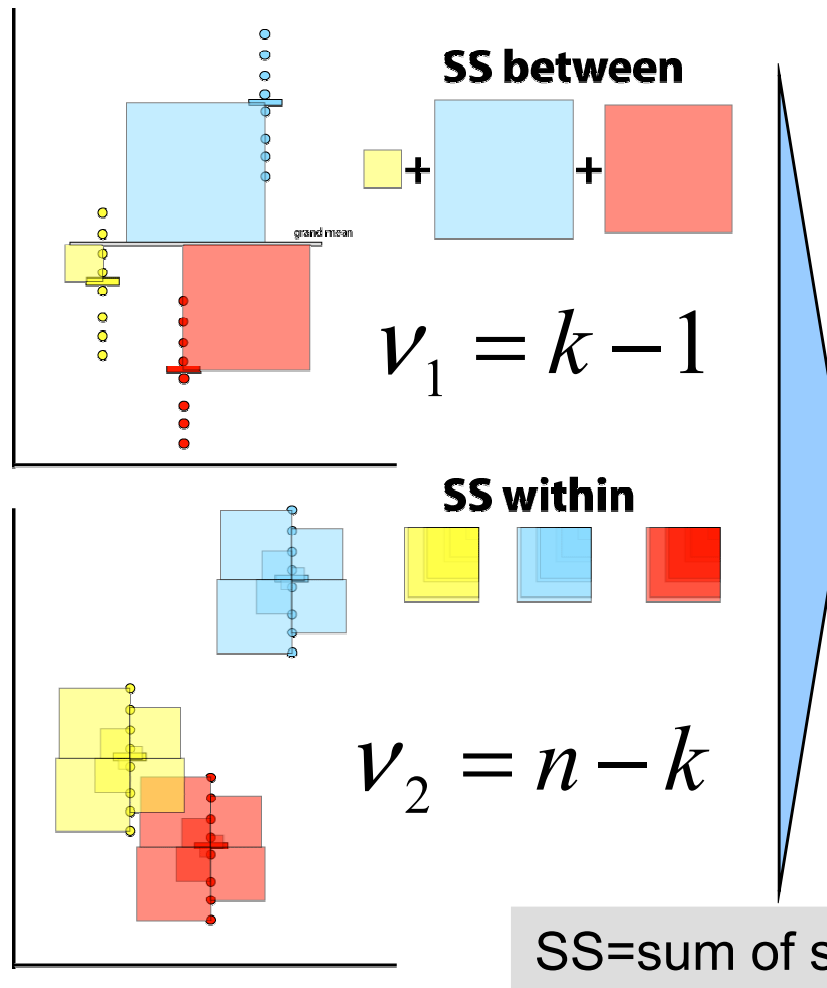 SS between
+ +
grand mean
ν₁ = k − 1
SS within
ν₂ = n − k
SS=sum of s